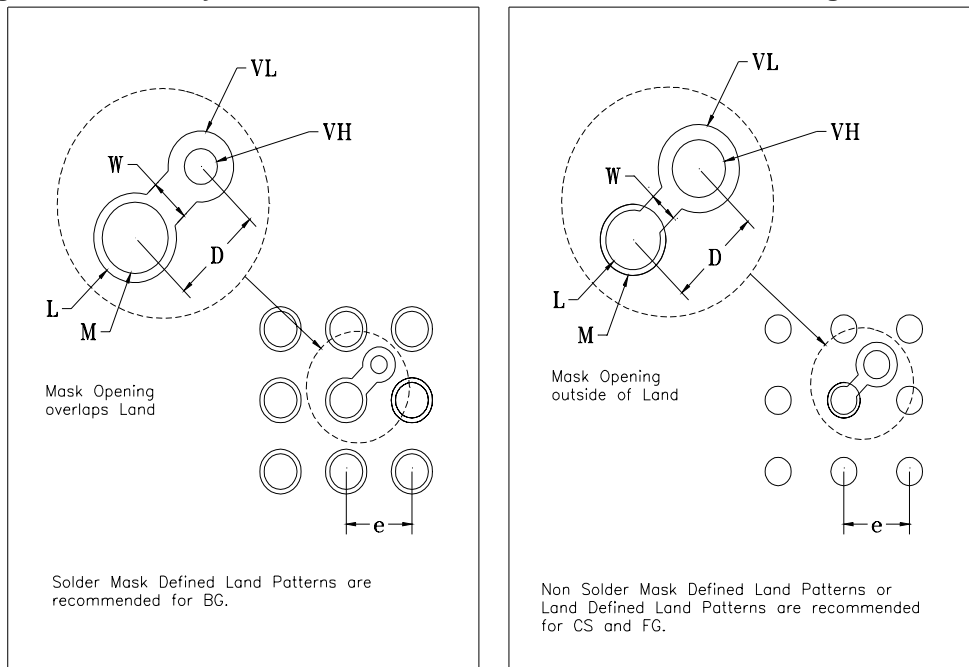 VL
VH
W
D
L
M
Mask Opening
overlaps Land
e
Solder Mask Defined Land Patterns are
recommended for BG.
VL
VH
W
D
L
M
Mask Opening
outside of Land
e
Non Solder Mask Defined Land Patterns or
Land Defined Land Patterns are recommended
for CS and FG.